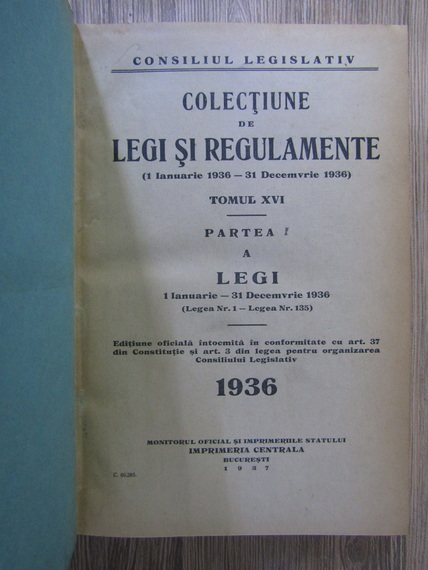 CONSILIUL LEGISLATIV
COLECŢIUNE
DE
LEGI ŞI REGULAMENTE
(1 Ianuarie 1936 — 31 Decemvrie 1936)
TOMUL XVI
PARTEA I
A
LEGI
1 Ianuarie — 31 Decemvrie 1936
(Legea Nr. 1 — Legea Nr. 135)
Ediţiune oficială întocmită în conformitate cu art. 37
din Constituţie şi art. 3 din legea pentru organizarea
Consiliului Legislativ
1936
MONITORUL OFICIAL ŞI IMPRIMERIILE STATULUI
IMPRIMERIA CENTRALA
BUCUREŞTI
1937